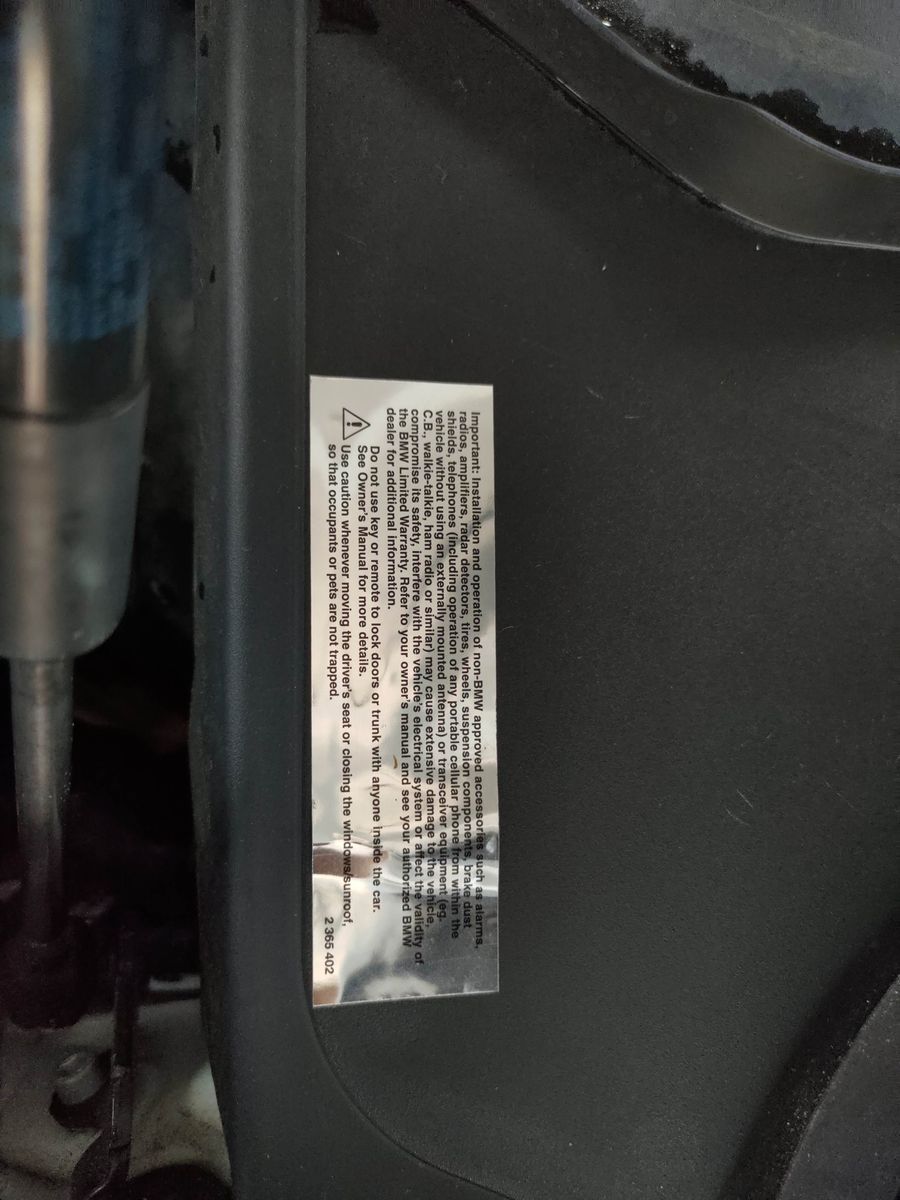 Important: Installation and operation of non-BMW approved accessories such as alarms,
radios, amplifiers, radar detectors, tires, wheels, suspension components, brake dust
shields, telephones (including operation of any portable cellular phone from within the
vehicle without using an externally mounted antenna) or transceiver equipment (eg.
C.B., walkie-talkie, ham radio or similar) may cause extensive damage to the vehicle,
compromise its safety, interfere with the vehicle's electrical system or affect the validity of
the BMW Limited Warranty. Refer to your owner's manual and see your authorized BMW
dealer for additional information.
Do not use key or remote to lock doors or trunk with anyone inside the car.
See Owner's Manual for more details.
Use caution whenever moving the driver's seat or closing the windows/sunroof,
so that occupants or pets are not trapped.
2 365 402